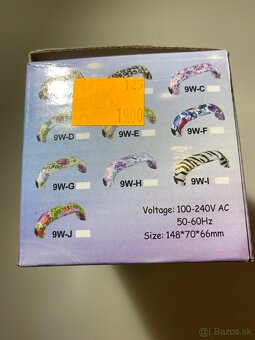 125
1200
9W-C
9W-D
9W-E
9W-F
9W-G
9W-H
9W-I
9W-J
Voltage: 100-240V AC
50-60Hz
Size: 148*70*66mm
Bazos.sk